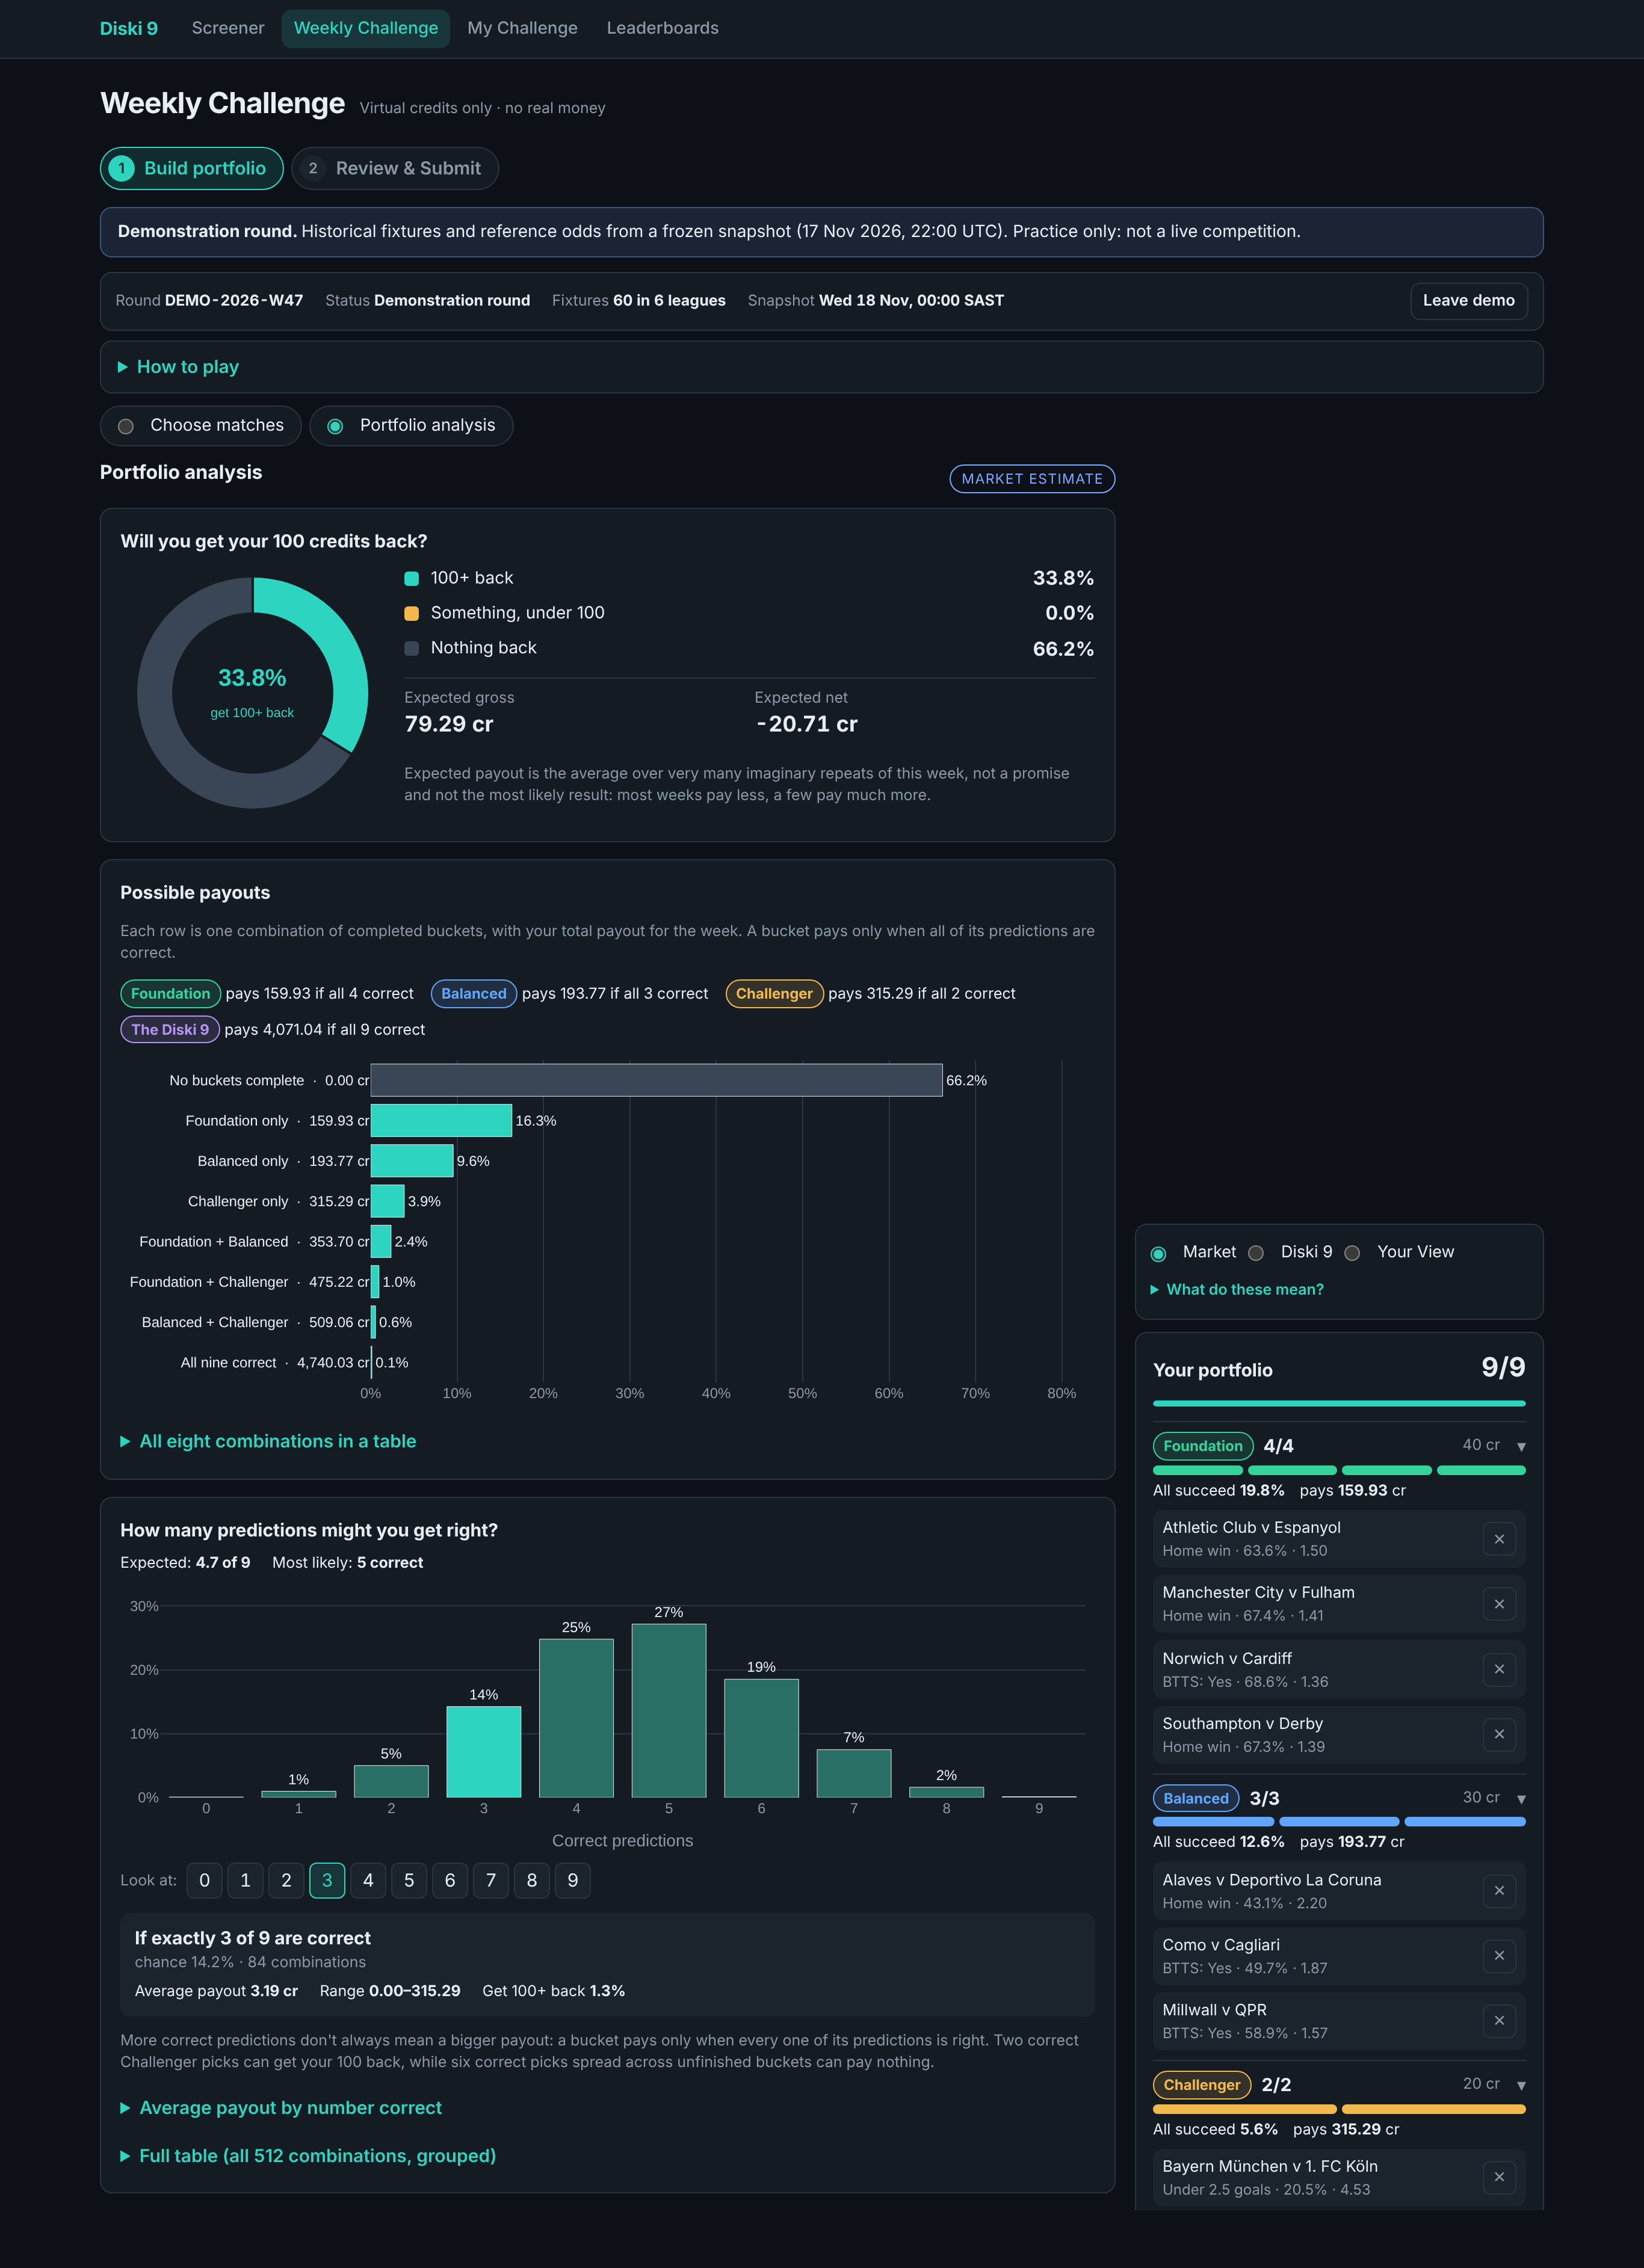 Diski 9 Screener Weekly Challenge My Challenge Leaderboards
Weekly Challenge Virtual credits only · no real money
1 Build portfolio 2 Review & Submit
Demonstration round. Historical fixtures and reference odds from a frozen snapshot (17 Nov 2026, 22:00 UTC). Practice only: not a live competition.
Round DEMO-2026-W47 Status Demonstration round Fixtures 60 in 6 leagues Snapshot Wed 18 Nov, 00:00 SAST Leave demo
▶ How to play
Choose matches Portfolio analysis
Portfolio analysis MARKET ESTIMATE
Will you get your 100 credits back?
33.8%
get 100+ back
100+ back 33.8%
Something, under 100 0.0%
Nothing back 66.2%
Expected gross Expected net
79.29 cr -20.71 cr
Expected payout is the average over very many imaginary repeats of this week, not a promise
and not the most likely result: most weeks pay less, a few pay much more.
Possible payouts
Each row is one combination of completed buckets, with your total payout for the week. A bucket pays only when all of its predictions are
correct.
Foundation pays 159.93 if all 4 correct Balanced pays 193.77 if all 3 correct Challenger pays 315.29 if all 2 correct
The Diski 9 pays 4,071.04 if all 9 correct
No buckets complete · 0.00 cr 66.2%
Foundation only · 159.93 cr 16.3%
Balanced only · 193.77 cr 9.6%
Challenger only · 315.29 cr 3.9%
Foundation + Balanced · 353.70 cr 2.4%
Foundation + Challenger · 475.22 cr 1.0%
Balanced + Challenger · 509.06 cr 0.6%
All nine correct · 4,740.03 cr 0.1%
0% 10% 20% 30% 40% 50% 60% 70% 80%
▶ All eight combinations in a table
How many predictions might you get right?
Expected: 4.7 of 9 Most likely: 5 correct
30%
20%
10%
0%
1% 5% 14% 25% 27% 19% 7% 2%
0 1 2 3 4 5 6 7 8 9
Correct predictions
Look at: 0 1 2 3 4 5 6 7 8 9
If exactly 3 of 9 are correct
chance 14.2% · 84 combinations
Average payout 3.19 cr Range 0.00–315.29 Get 100+ back 1.3%
More correct predictions don't always mean a bigger payout: a bucket pays only when every one of its predictions is right. Two correct
Challenger picks can get your 100 back, while six correct picks spread across unfinished buckets can pay nothing.
▶ Average payout by number correct
▶ Full table (all 512 combinations, grouped)
Market Diski 9 Your View
▶ What do these mean?
Your portfolio 9/9
Foundation 4/4 40 cr ▼
All succeed 19.8% pays 159.93 cr
Athletic Club v Espanyol ×
Home win · 63.6% · 1.50
Manchester City v Fulham ×
Home win · 67.4% · 1.41
Norwich v Cardiff ×
BTTS: Yes · 68.6% · 1.36
Southampton v Derby ×
Home win · 67.3% · 1.39
Balanced 3/3 30 cr ▼
All succeed 12.6% pays 193.77 cr
Alaves v Deportivo La Coruna ×
Home win · 43.1% · 2.20
Como v Cagliari ×
BTTS: Yes · 49.7% · 1.87
Millwall v QPR ×
BTTS: Yes · 58.9% · 1.57
Challenger 2/2 20 cr ▼
All succeed 5.6% pays 315.29 cr
Bayern München v 1. FC Köln ×
Under 2.5 goals · 20.5% · 4.53